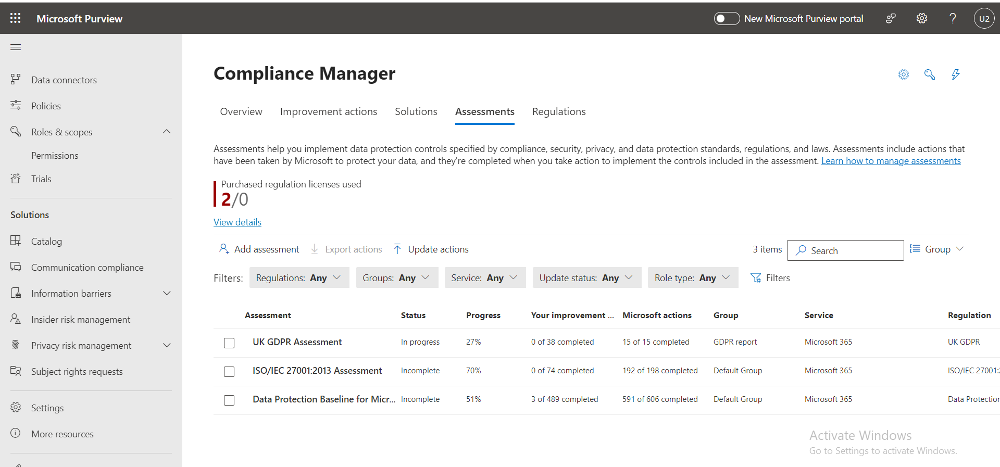 Microsoft Purview
New Microsoft Purview portal
?
U2
Data connectors
Policies
Roles & scopes
Permissions
Trials
Solutions
Catalog
Communication compliance
Information barriers
Insider risk management
Privacy risk management
Subject rights requests
Settings
More resources
Compliance Manager
Overview Improvement actions Solutions Assessments Regulations
Assessments help you implement data protection controls specified by compliance, security, privacy, and data protection standards, regulations, and laws. Assessments include actions that
have been taken by Microsoft to protect your data, and they're completed when you take action to implement the controls included in the assessment. Learn how to manage assessments
Purchased regulation licenses used
2/0
View details
Add assessment Export actions Update actions 3 items Search Group
Filters: Regulations: Any Groups: Any Service: Any Update status: Any Role type: Any Filters
Assessment Status Progress Your improvement ... Microsoft actions Group Service Regulation
UK GDPR Assessment In progress 27% 0 of 38 completed 15 of 15 completed GDPR report Microsoft 365 UK GDPR
ISO/IEC 27001:2013 Assessment Incomplete 70% 0 of 74 completed 192 of 198 completed Default Group Microsoft 365 ISO/IEC 27001:2
Data Protection Baseline for Micr... Incomplete 51% 3 of 489 completed 591 of 606 completed Default Group Microsoft 365 Data Protection
Activate Windows
Go to Settings to activate Windows.